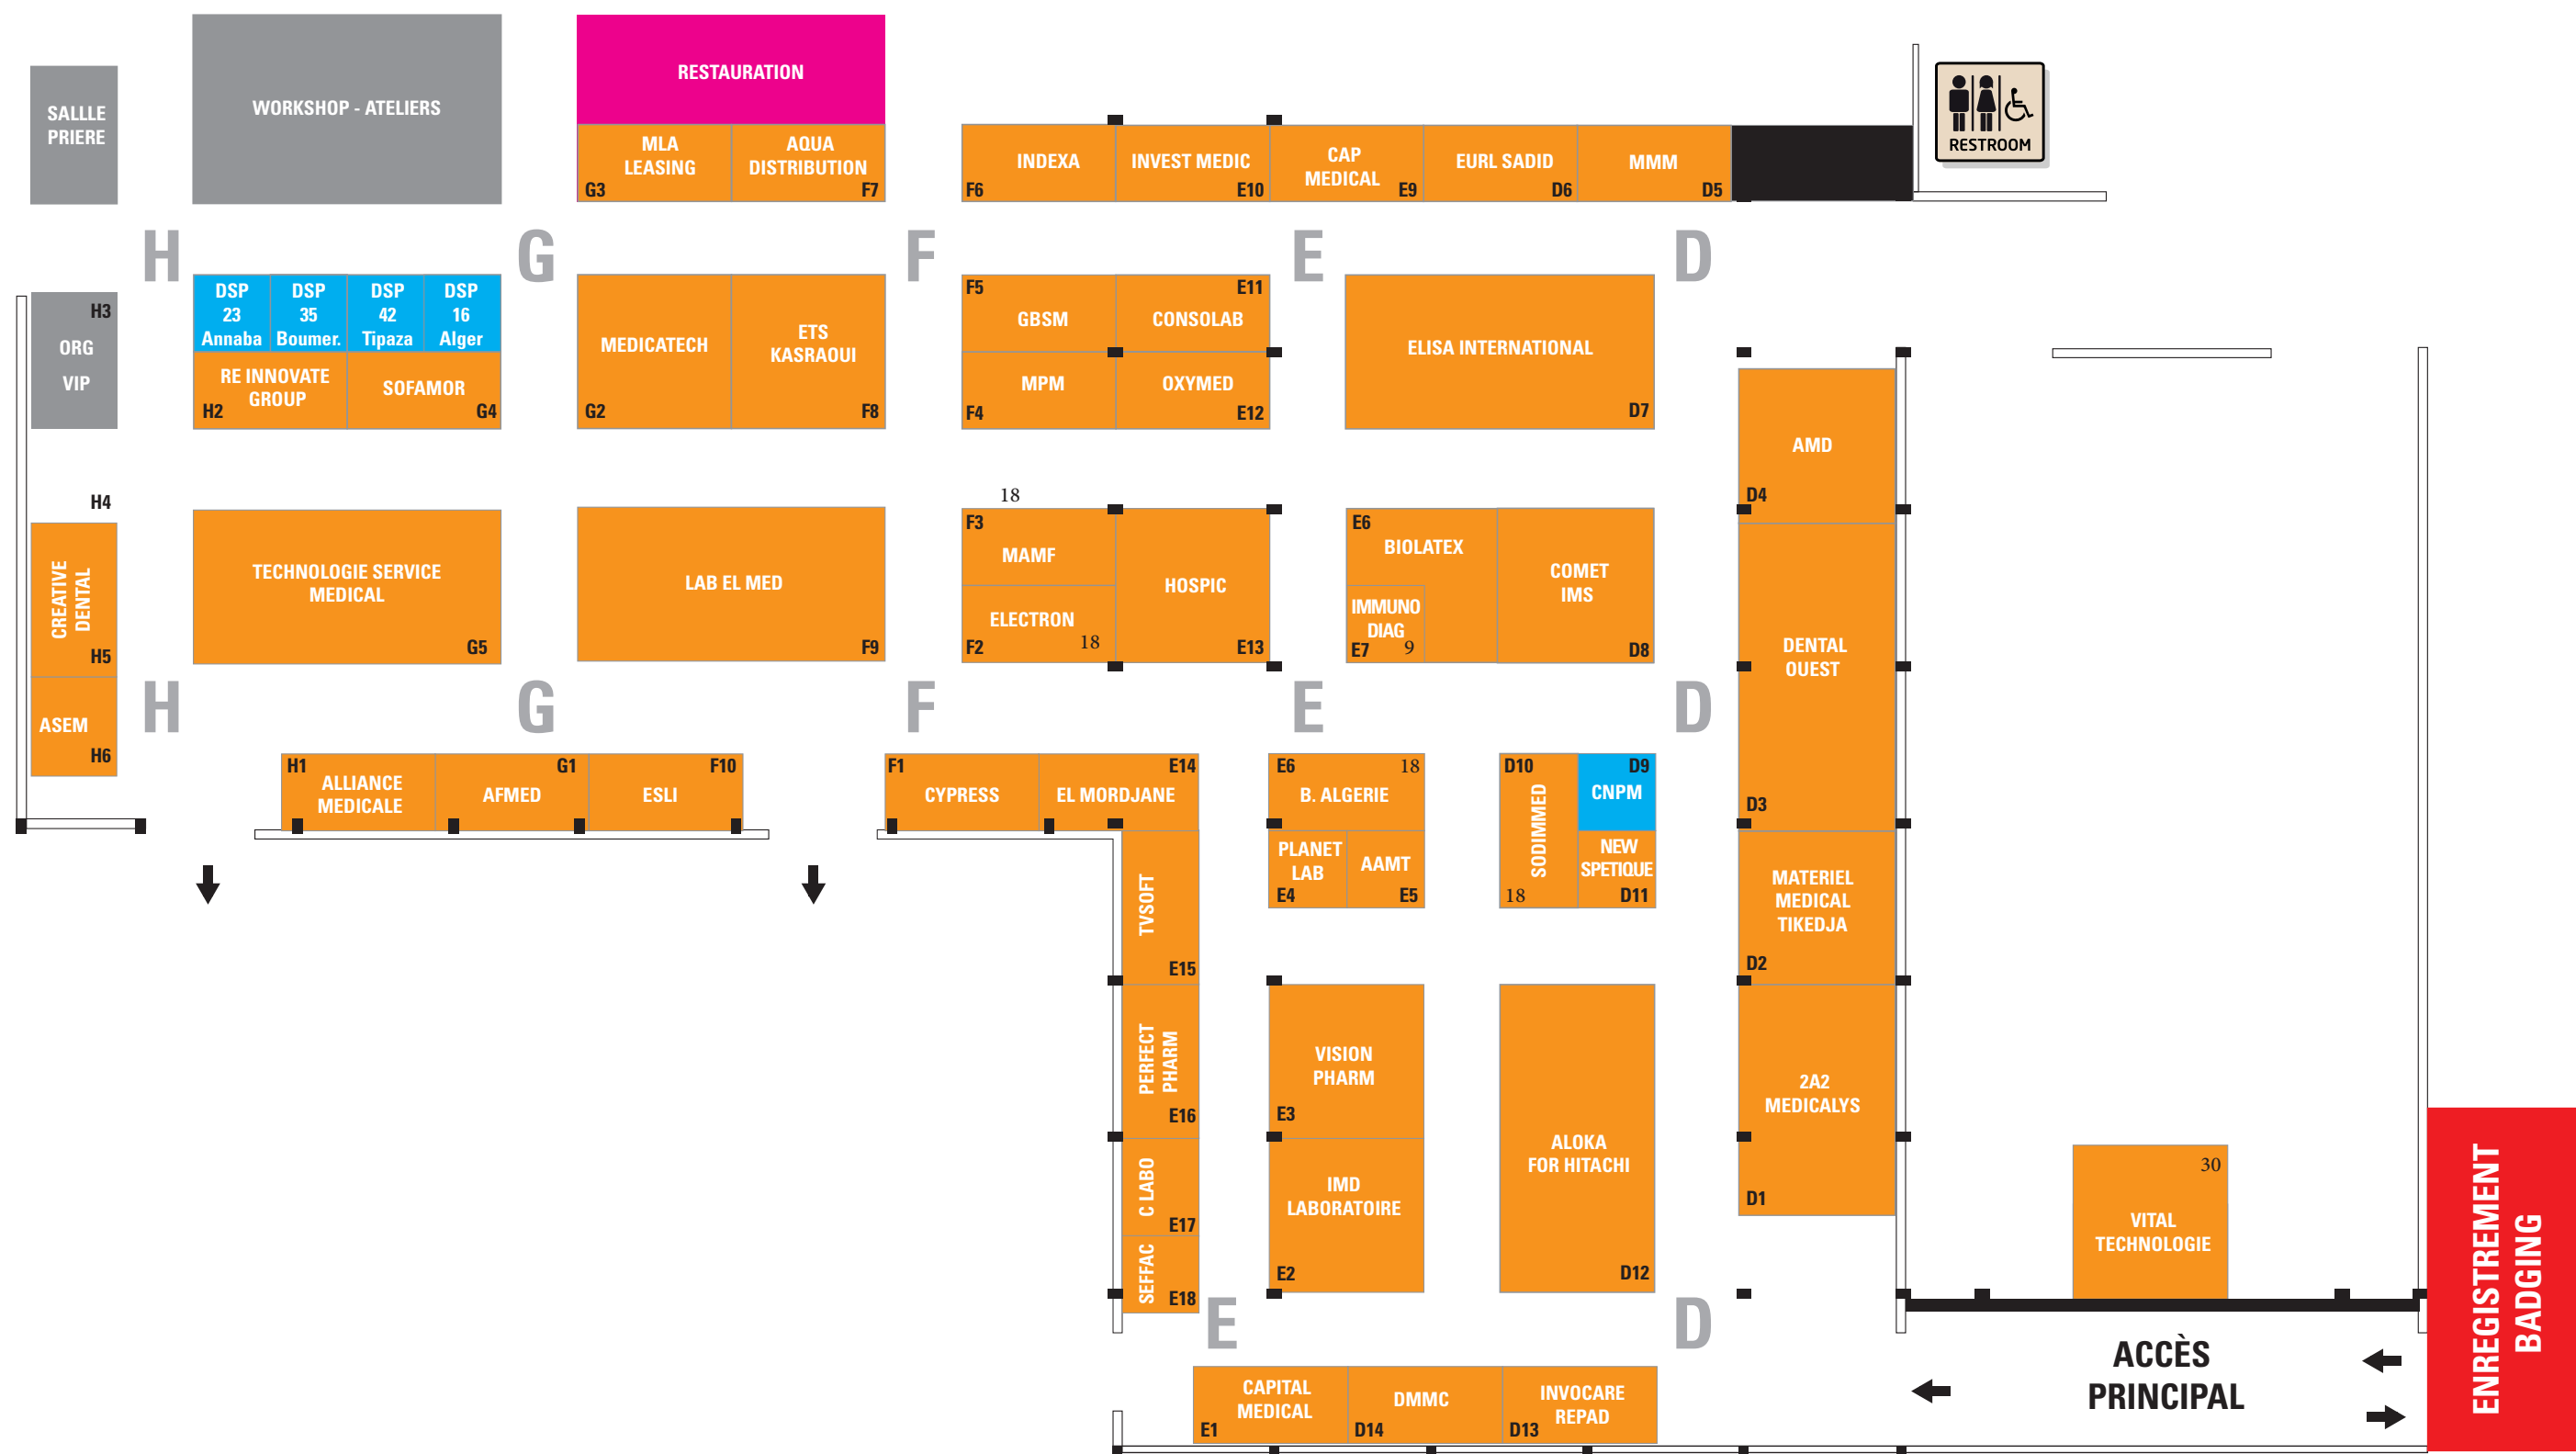 SALLLE
PRIERE
WORKSHOP - ATELIERS
RESTAURATION
MLA
LEASING
G3
AQUA
DISTRIBUTION
F7
INDEXA
F6
INVEST MEDIC
E10
CAP
MEDICAL
E9
EURL SADID
D6
MMM
D5
RESTROOM
H
G
F
E
D
H3
ORG
VIP
DSP
23
Annaba
DSP
35
Boumer.
DSP
42
Tipaza
DSP
16
Alger
RE INNOVATE
GROUP
H2
SOFAMOR
G4
MEDICATECH
G2
ETS
KASRAOUI
F8
F5
GBSM
E11
CONSOLAB
MPM
F4
OXYMED
E12
ELISA INTERNATIONAL
D7
AMD
D4
H4
CREATIVE
DENTAL
H5
ASEM
H6
TECHNOLOGIE SERVICE
MEDICAL
G5
LAB EL MED
F9
18
F3
MAMF
ELECTRON
F2
18
HOSPIC
E13
E6
BIOLATEX
IMMUNO
DIAG
E7
9
COMET
IMS
D8
DENTAL
OUEST
D3
H
G
F
E
D
H1
ALLIANCE
MEDICALE
G1
AFMED
F10
ESLI
F1
CYPRESS
E14
EL MORDJANE
E6
18
B. ALGERIE
PLANET
LAB
E4
AAMT
E5
D10
SODIMMED
18
D9
CNPM
NEW
SPETIQUE
D11
MATERIEL
MEDICAL
TIKEDJA
D2
TVSOFT
E15
PERFECT
PHARM
E16
C LABO
E17
SEFFAC
E18
VISION
PHARM
E3
IMD
LABORATOIRE
E2
ALOKA
FOR HITACHI
D12
2A2
MEDICALYS
D1
30
VITAL
TECHNOLOGIE
ENREGISTREMENT
BADGING
E
D
ACCÈS
PRINCIPAL
CAPITAL
MEDICAL
E1
DMMC
D14
INVOCARE
REPAD
D13